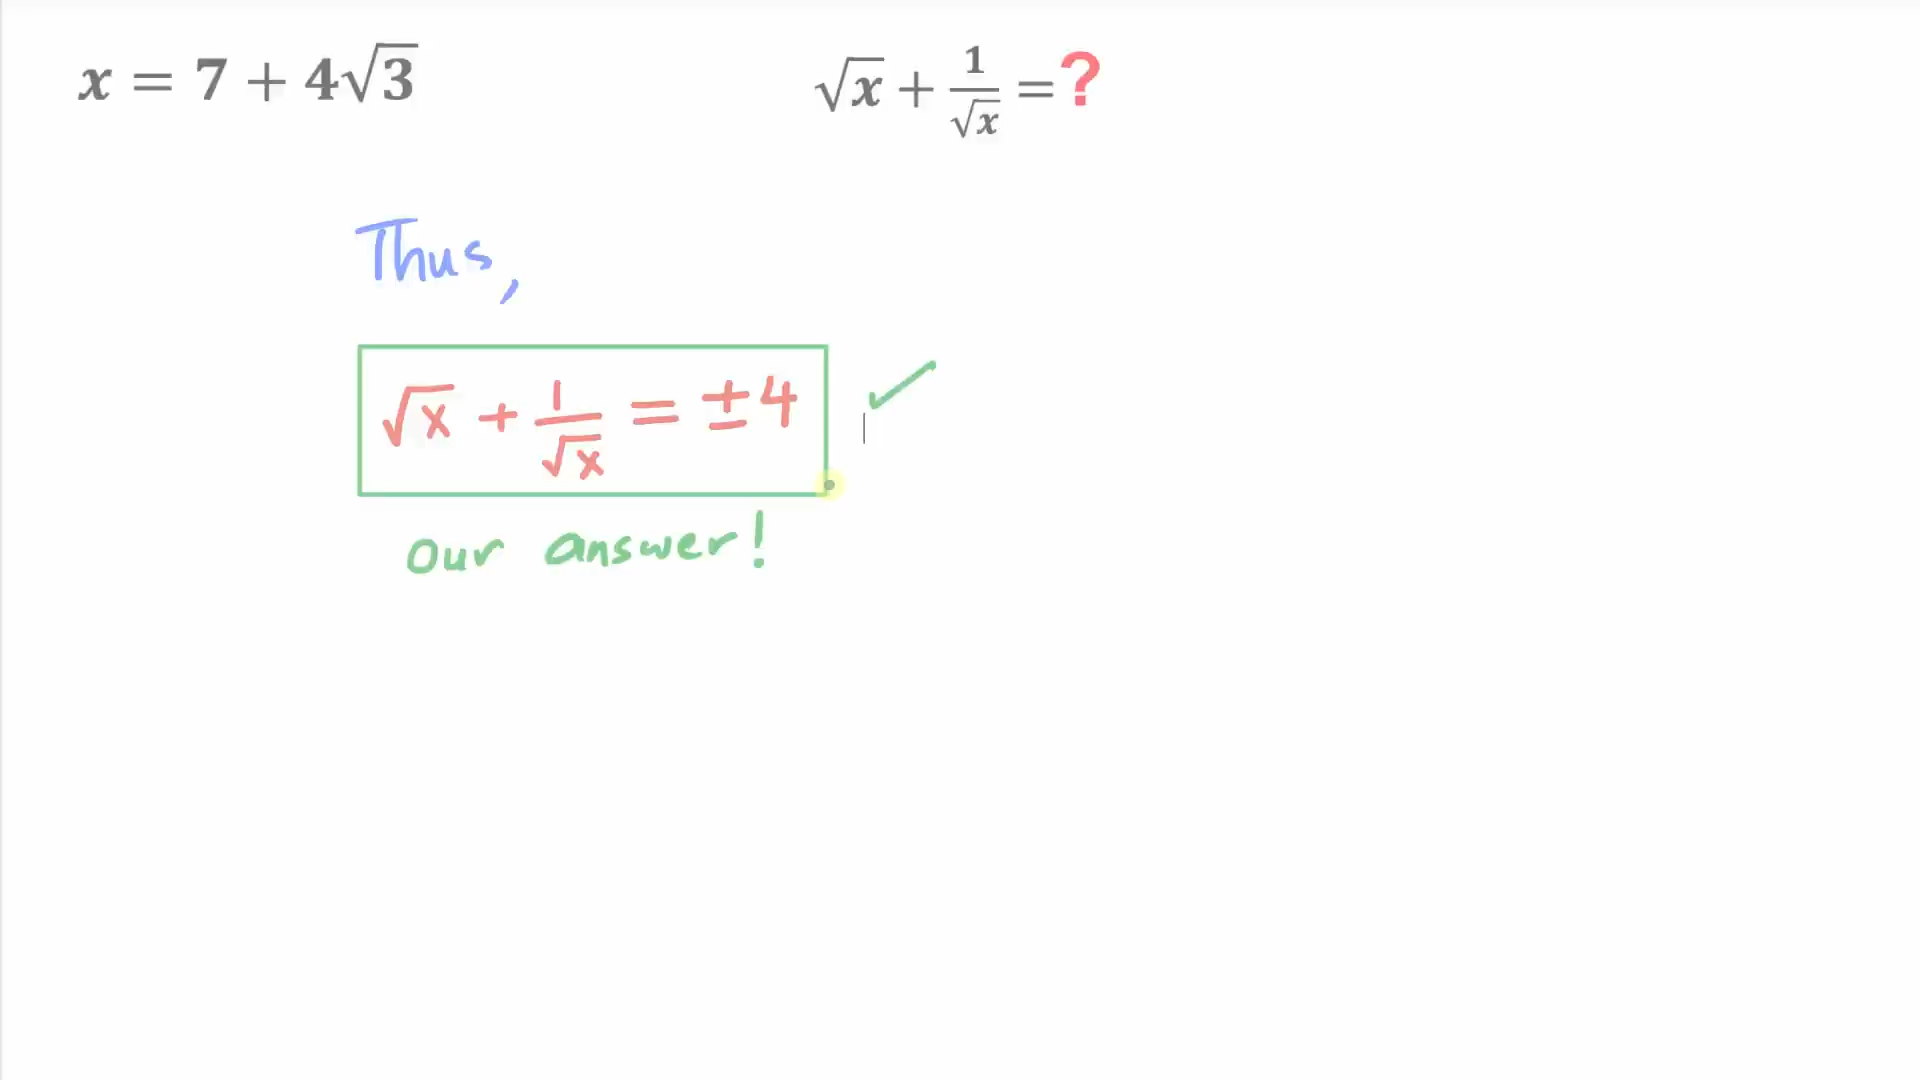 x = 7 + 4√3
√x + 1/√x = ?
Thus,
√x + 1/√x = ±4
our answer!